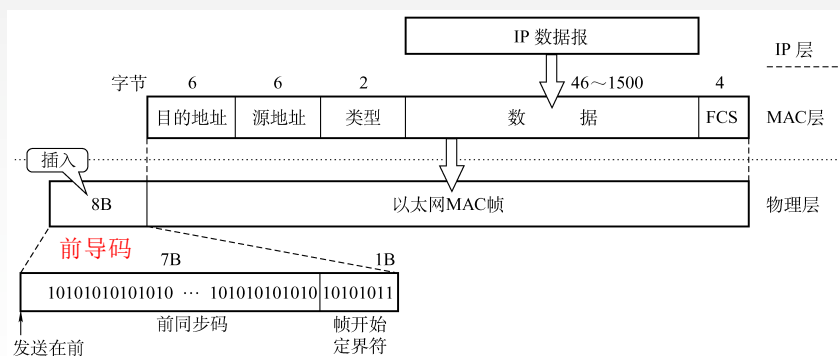 IP 数据报
IP 层
字节 6 6 2 46~1500 4
目的地址 源地址 类型 数 据 FCS MAC层
插入
8B 以太网MAC帧 物理层
前导码
7B 1B
10101010101010 … 101010101010 10101011
前同步码 帧开始
定界符
发送在前